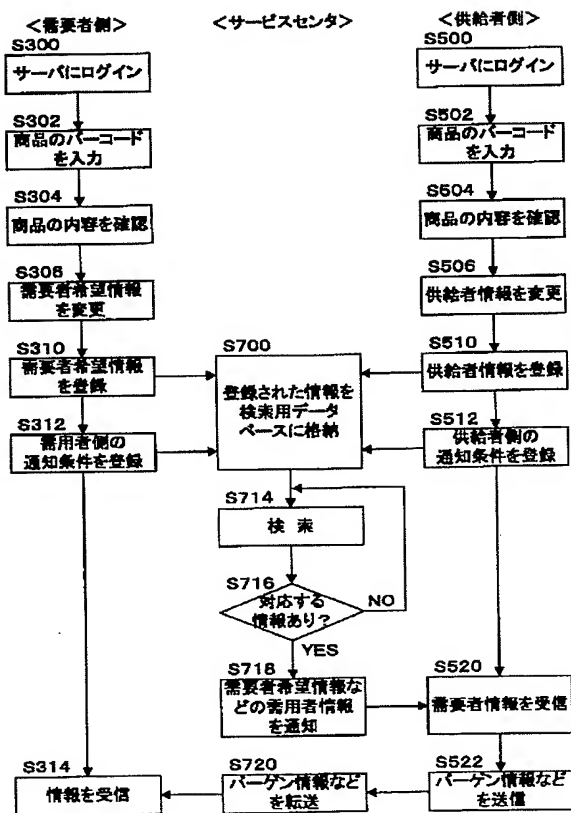 <需要者側>
<サービスセンタ>
<供給者側>
S300
サーバにログイン
S302
商品のバーコード
を入力
S304
商品の内容を確認
S308
需要者希望情報
を変更
S310
需要者希望情報
を登録
S312
需用者側の
通知条件を登録
S314
情報を受信
S700
登録された情報を
検索用データ
ベースに格納
S714
検 索
S716
対応する
情報あり?
NO
YES
S718
需要者希望情報な
どの需用者情報
を通知
S720
バーゲン情報など
を転送
S500
サーバにログイン
S502
商品のバーコード
を入力
S504
商品の内容を確認
S506
供給者情報を変更
S510
供給者情報を登録
S512
供給者側の
通知条件を登録
S520
需要者情報を受信
S522
バーゲン情報など
を送信